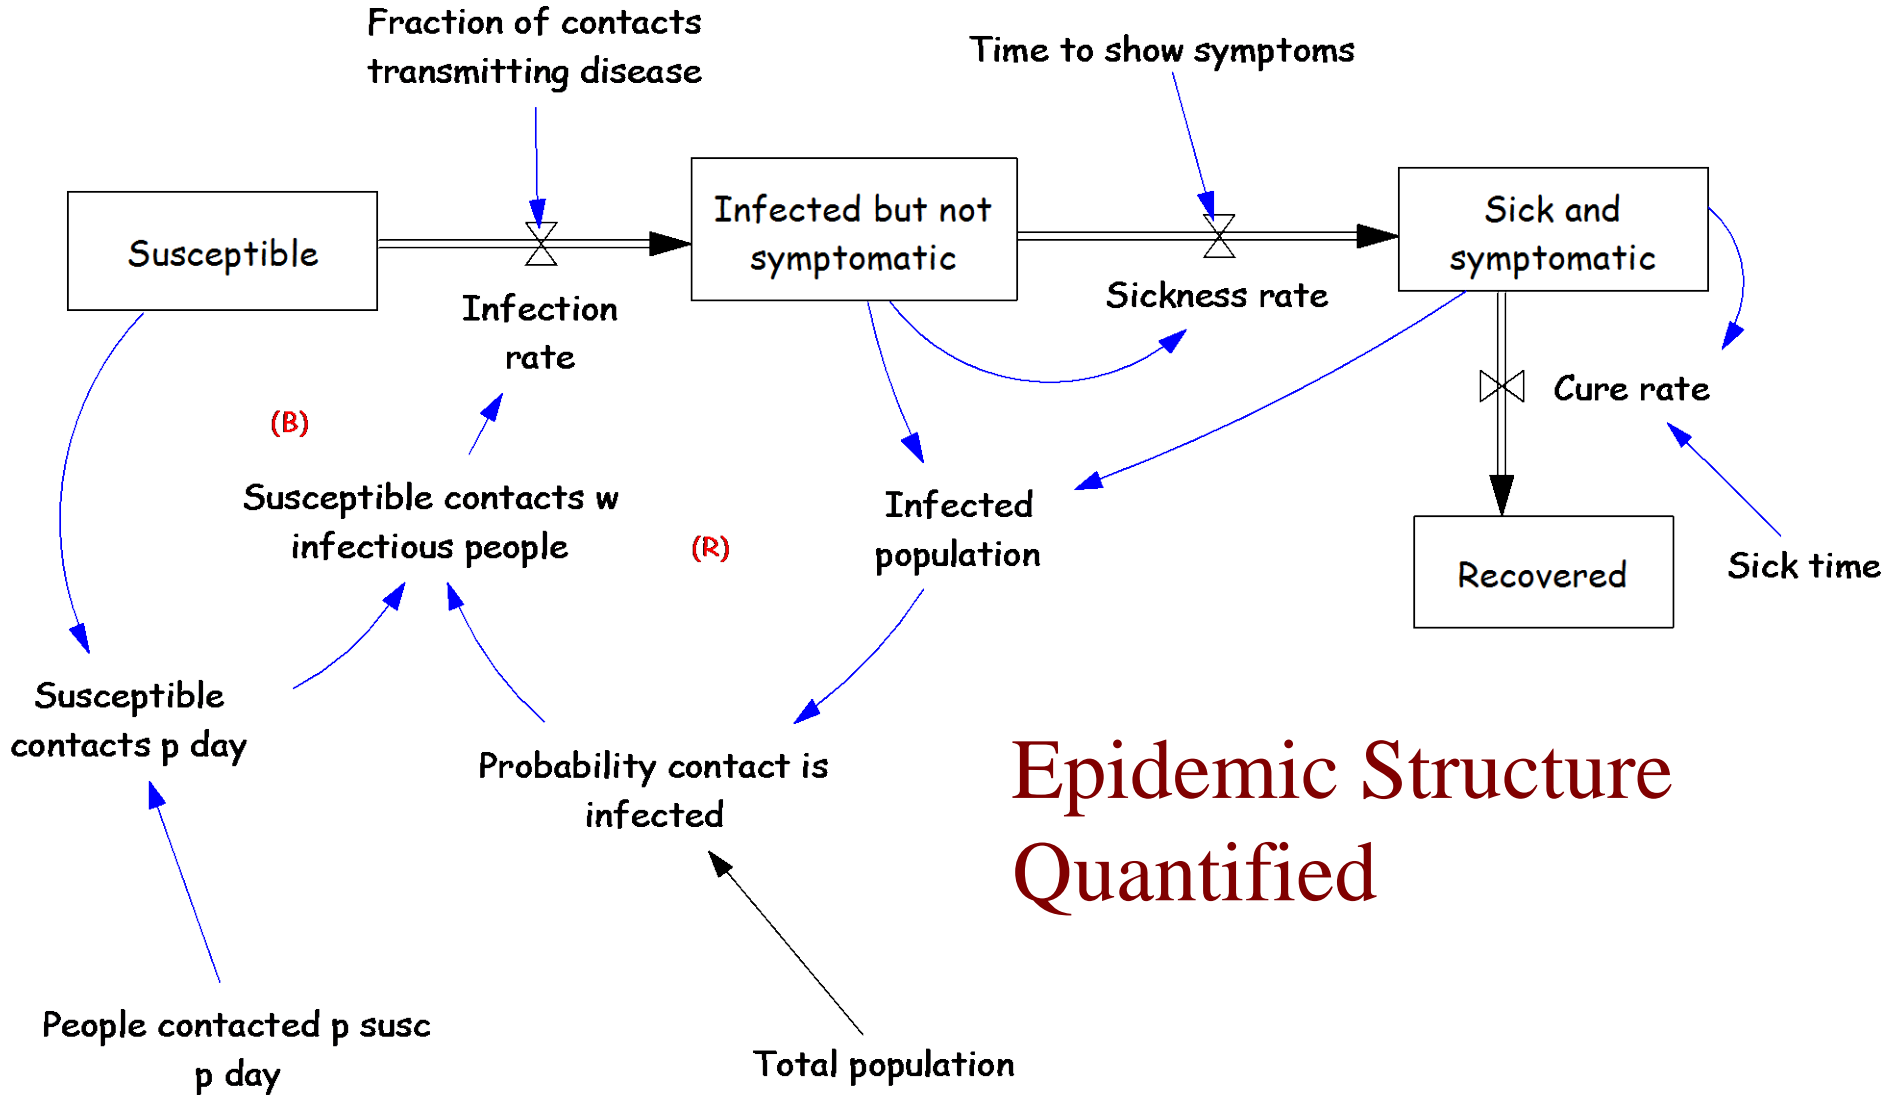 Fraction of contacts
transmitting disease
Time to show symptoms
Susceptible
Infected but not
symptomatic
Sick and
symptomatic
Infection
rate
Sickness rate
Cure rate
(B)
Susceptible contacts w
infectious people
(R)
Infected
population
Recovered
Sick time
Susceptible
contacts p day
Probability contact is
infected
Epidemic Structure
Quantified
People contacted p susc
p day
Total population